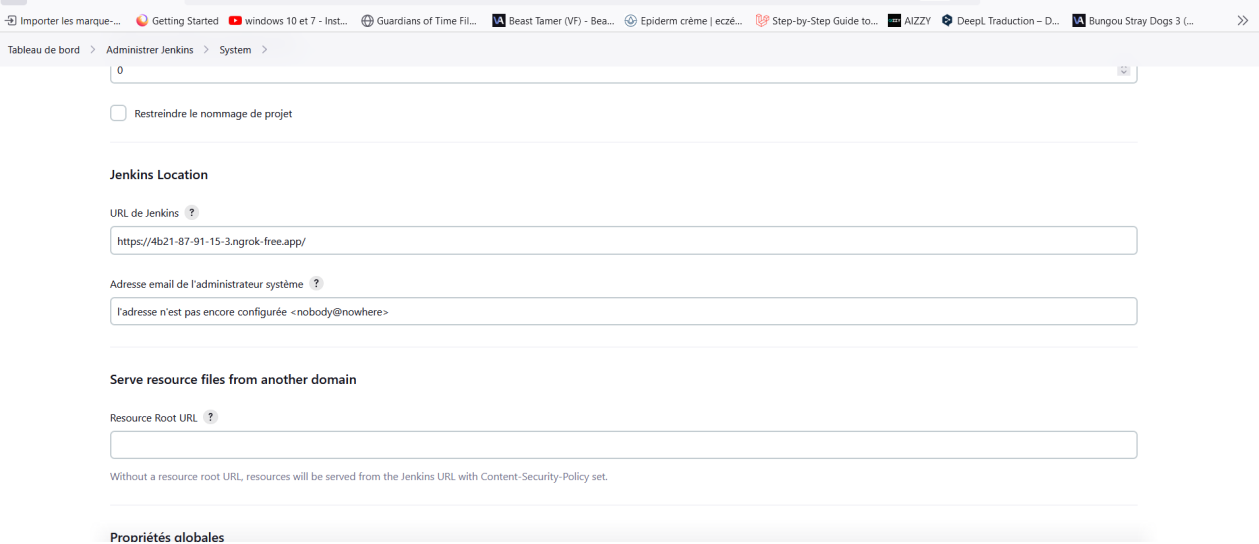 Importer les marque-... Getting Started windows 10 et 7 - Inst... Guardians of Time Fil... Beast Tamer (VF) - Bea... Epiderm crème | eczé... Step-by-Step Guide to... AIZZY DeepL Traduction – D... Bungou Stray Dogs 3 (...
Tableau de bord > Administrer Jenkins > System >
0
Restreindre le nommage de projet
Jenkins Location
URL de Jenkins ?
https://4b21-87-91-15-3.ngrok-free.app/
Adresse email de l'administrateur système ?
l'adresse n'est pas encore configurée <nobody@nowhere>
Serve resource files from another domain
Resource Root URL ?
Without a resource root URL, resources will be served from the Jenkins URL with Content-Security-Policy set.
Propriétés globales